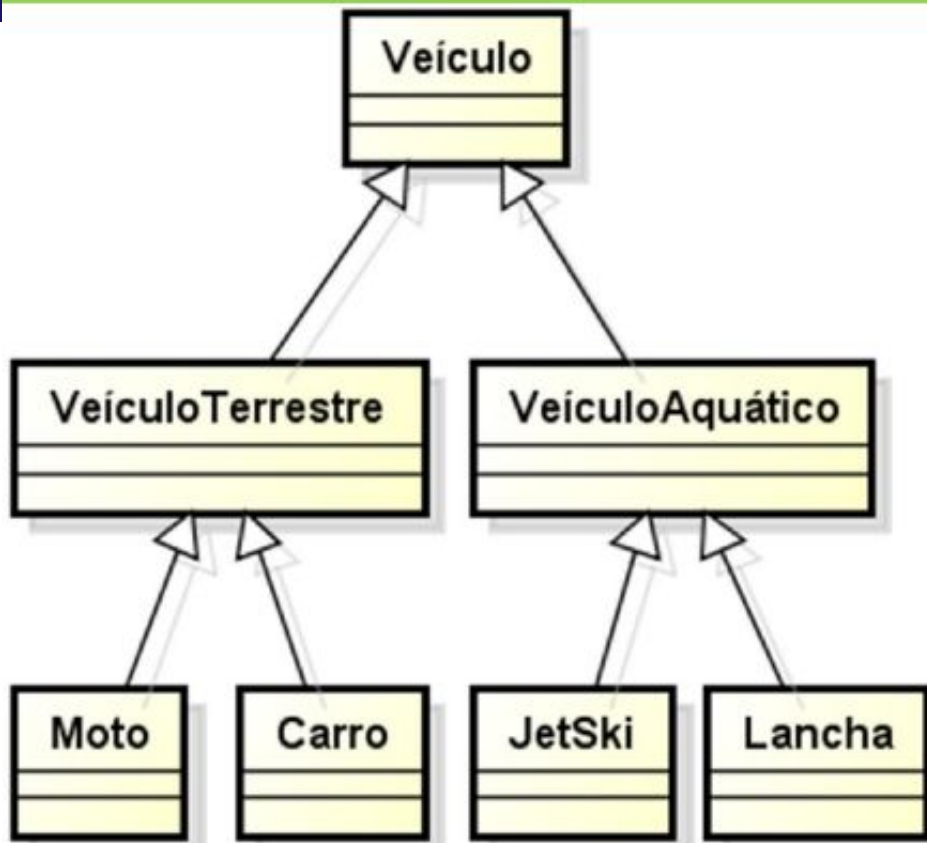 Veículo
VeículoTerrestre
VeículoAquático
Moto
Carro
JetSki
Lancha